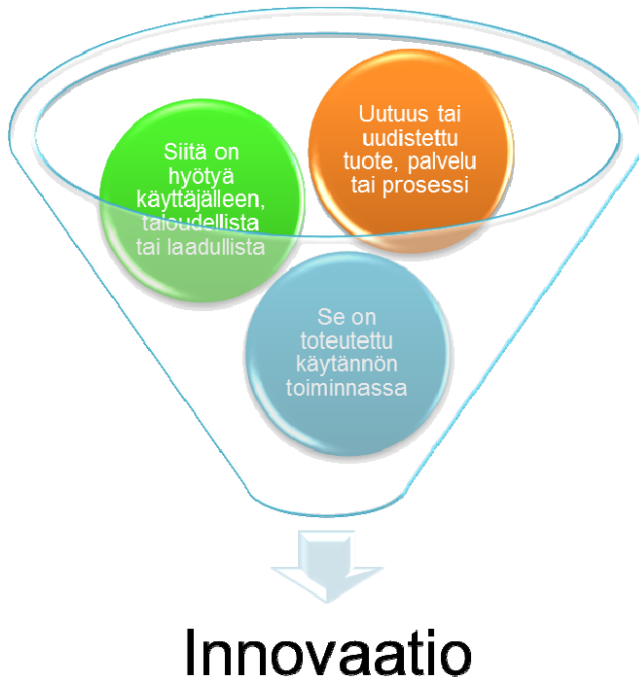 Uutuus tai
uudistettu
tuote, palvelu
tai prosessi
Siitä on
hyötyä
käyttäjälleen,
taloudellista
tai laadullista
Se on
toteutettu
käytännön
toiminnassa
Innovaatio